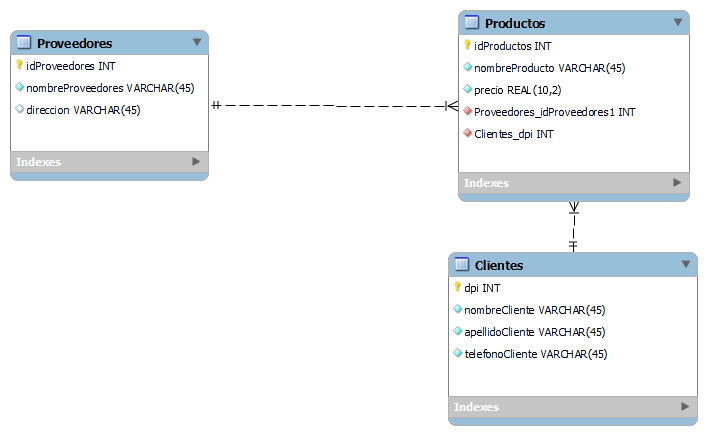 Proveedores
idProveedores INT
nombreProveedores VARCHAR(45)
direccion VARCHAR(45)
Indexes
Productos
idProductos INT
nombreProducto VARCHAR(45)
precio REAL(10,2)
Proveedores_idProveedores1 INT
Clientes_dpi INT
Indexes
Clientes
dpi INT
nombreCliente VARCHAR(45)
apellidoCliente VARCHAR(45)
telefonoCliente VARCHAR(45)
Indexes